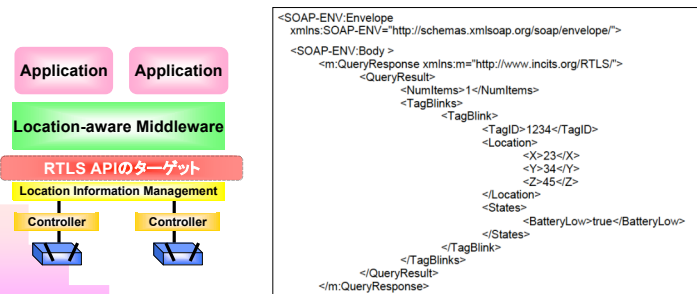 Application
Application
Location-aware Middleware
RTLS APIのターゲット
Location Information Management
Controller
Controller
<SOAP-ENV:Envelope
xmlns:SOAP-ENV="http://schemas.xmlsoap.org/soap/envelope/">
<SOAP-ENV:Body >
<m:QueryResponse xmlns:m="http://www.incits.org/RTLS/">
<QueryResult>
<NumItems>1</NumItems>
<TagBlinks>
<TagBlink>
<TagID>1234</TagID>
<Location>
<X>23</X>
<Y>34</Y>
<Z>45</Z>
</Location>
<States>
<BatteryLow>true</BatteryLow>
</States>
</TagBlink>
</TagBlinks>
</QueryResult>
</m:QueryResponse>